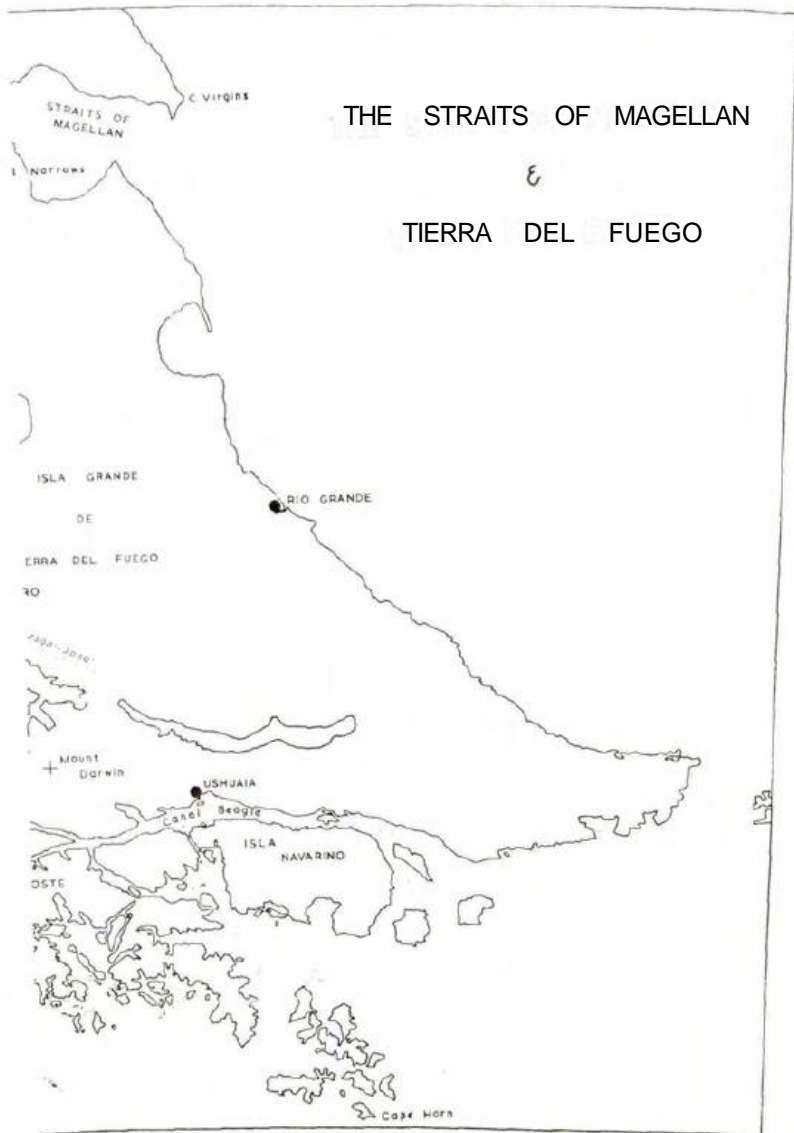 C Virgins
THE STRAITS OF MAGELLAN
&
TIERRA DEL FUEGO
STRAITS OF
MAGELLAN
Narrows
ISLA GRANDE
DE
ERRA DEL FUEGO
RO
RIO GRANDE
Mount
Darwin
USHUAIA
Canal Beagle
ISLA
NAVARINO
OSTE
Cape Horn